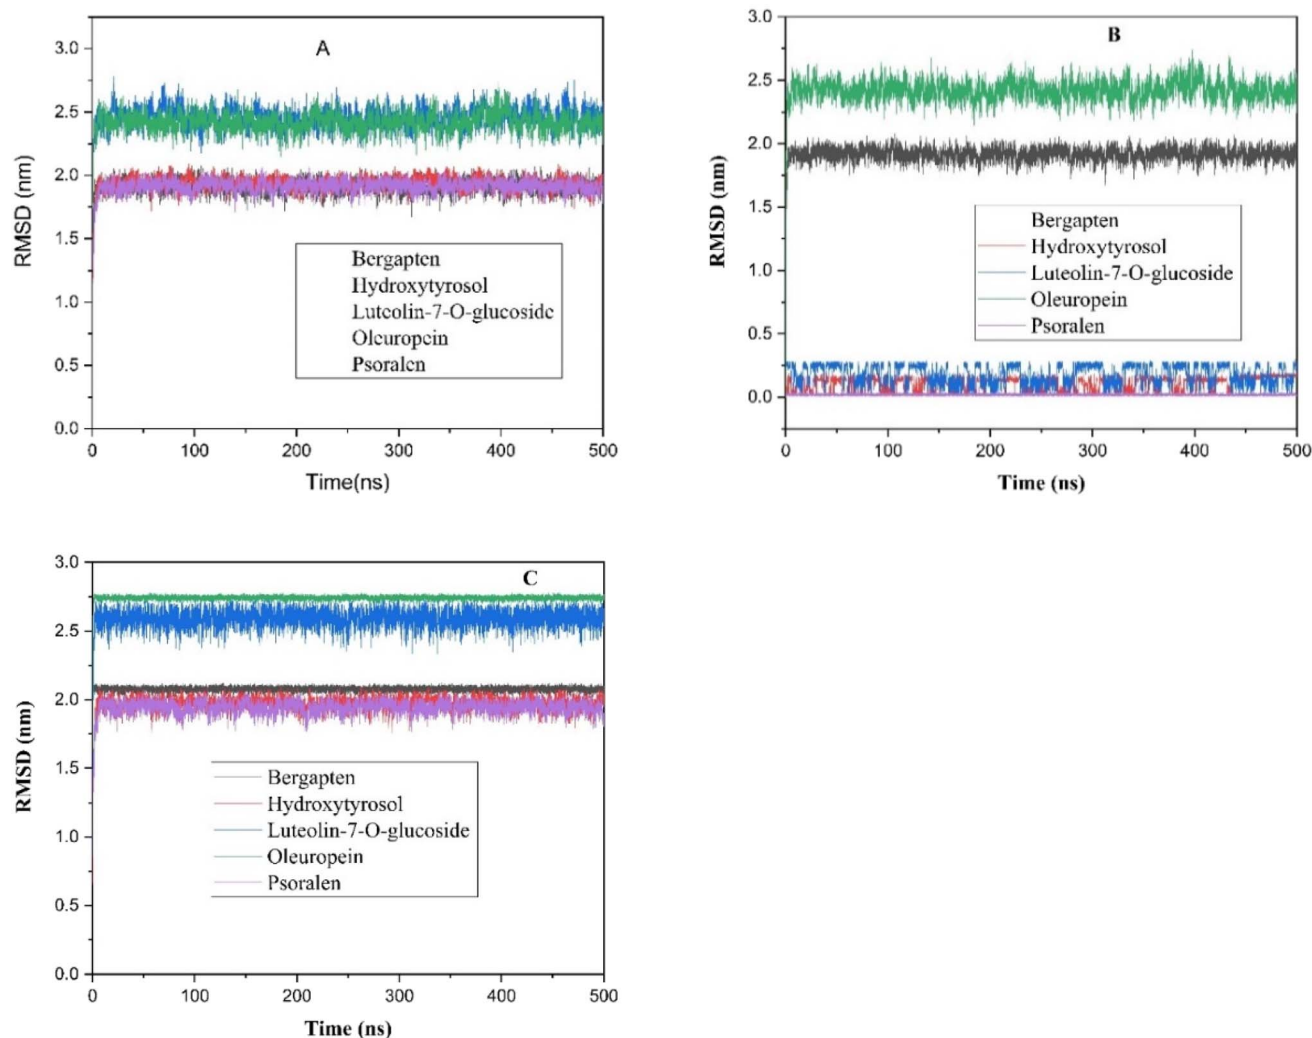 A
3.0
2.5
2.0
1.5
1.0
0.5
0.0
RMSD (nm)
Bergapten
Hydroxytyrosol
Luteolin-7-O-glucoside
Oleuropein
Psoralen
0 100 200 300 400 500
Time(ns)
B
3.0
2.5
2.0
1.5
1.0
0.5
0.0
RMSD (nm)
Bergapten
Hydroxytyrosol
Luteolin-7-O-glucoside
Oleuropein
Psoralen
0 100 200 300 400 500
Time (ns)
C
3.0
2.5
2.0
1.5
1.0
0.5
0.0
RMSD (nm)
Bergapten
Hydroxytyrosol
Luteolin-7-O-glucoside
Oleuropein
Psoralen
0 100 200 300 400 500
Time (ns)